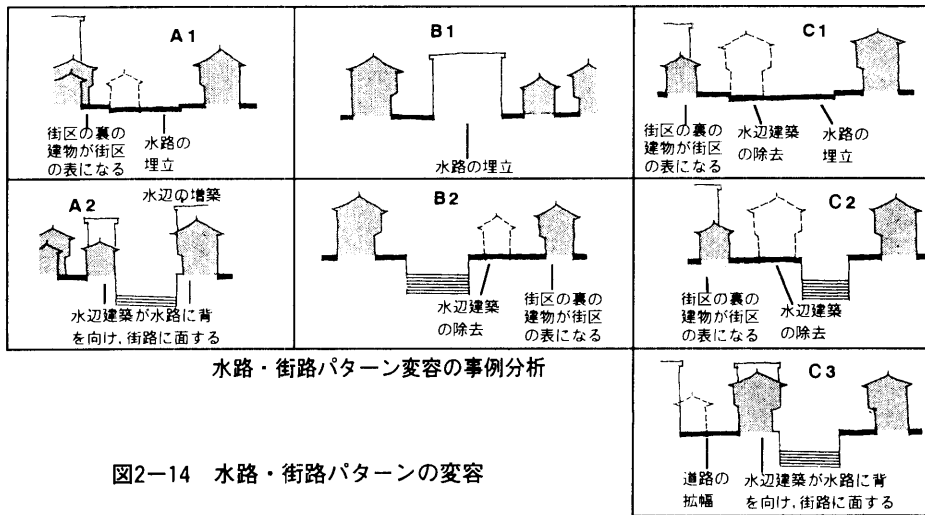 A1
街区の裏の
建物が街区
の表になる
水路の
埋立
B1
水路の埋立
C1
街区の裏の
建物が街区
の表になる
水辺建築
の除去
水路の
埋立
A2
水辺の増築
水辺建築が水路に背
を向け,街路に面する
B2
水辺建築
の除去
街区の裏の
建物が街区
の表になる
C2
街区の裏の
建物が街区
の表になる
水辺建築
の除去
水路・街路パターン変容の事例分析
C3
道路の
拡幅
水辺建築が水路に背
を向け,街路に面する
図2-14 水路・街路パターンの変容